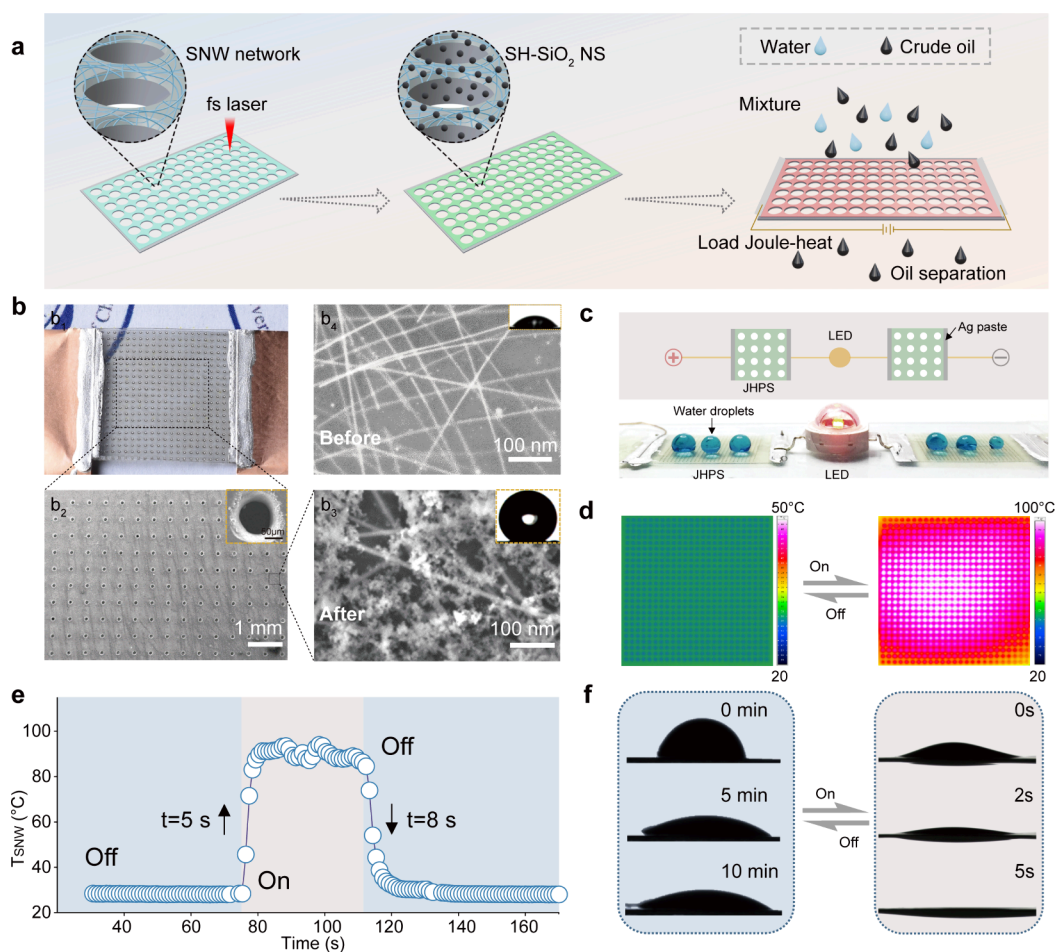 a
SNW network
fs laser
SH-SiO₂ NS
Water
Crude oil
Mixture
Load Joule-heat
Oil separation
b
b₁
b₄
Before
100 nm
b₂
50μm
1 mm
b₃
After
100 nm
c
LED
Ag paste
JHPS
Water droplets
JHPS
LED
d
50°C
20
On
Off
100°C
20
e
TSNW (°C)
100
80
60
40
20
Off
t=5 s
On
Off
t=8 s
40 80 120 160
Time (s)
f
0 min
5 min
10 min
On
Off
0s
2s
5s